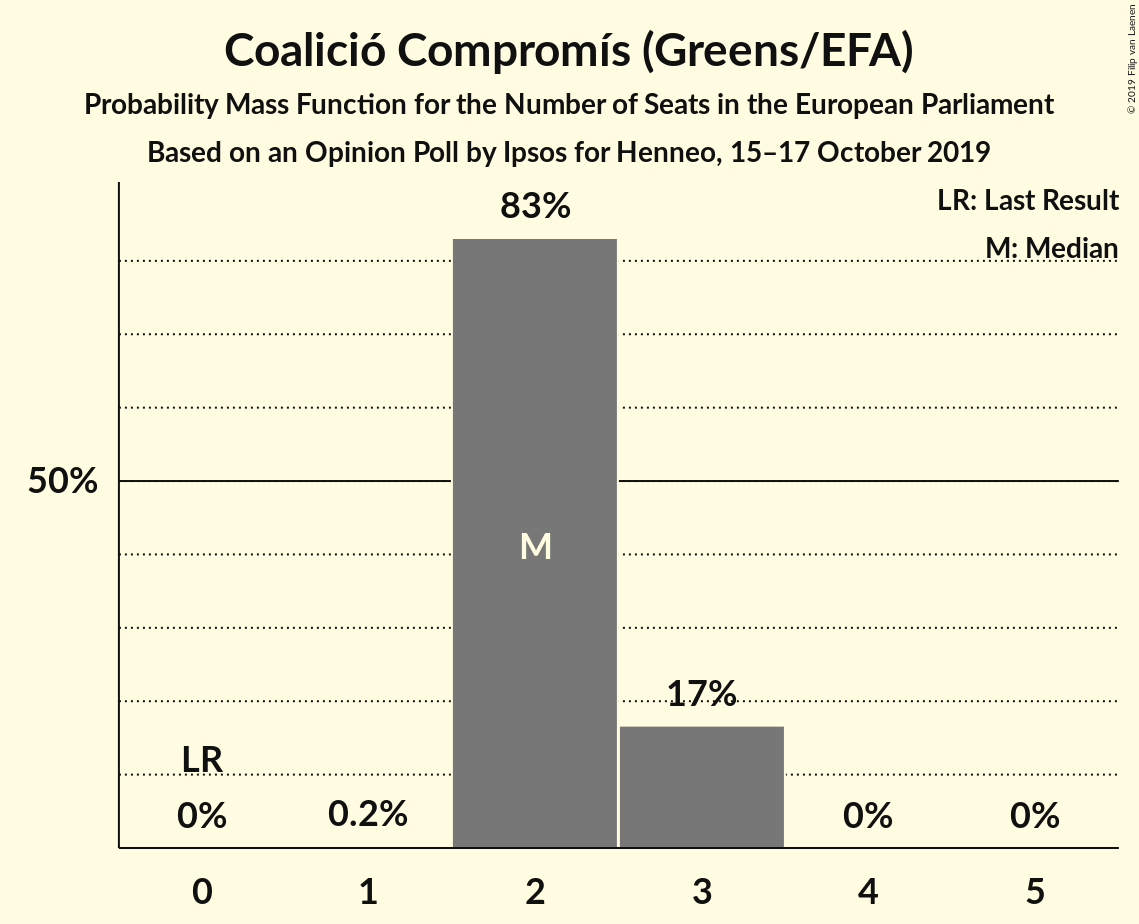 Coalició Compromís (Greens/EFA)
Probability Mass Function for the Number of Seats in the European Parliament
Based on an Opinion Poll by Ipsos for Henneo, 15–17 October 2019
© 2019 Filip van Laenen
LR: Last Result
M: Median
83%
50%
M
17%
LR
0%
0.2%
0%
0%
0
1
2
3
4
5